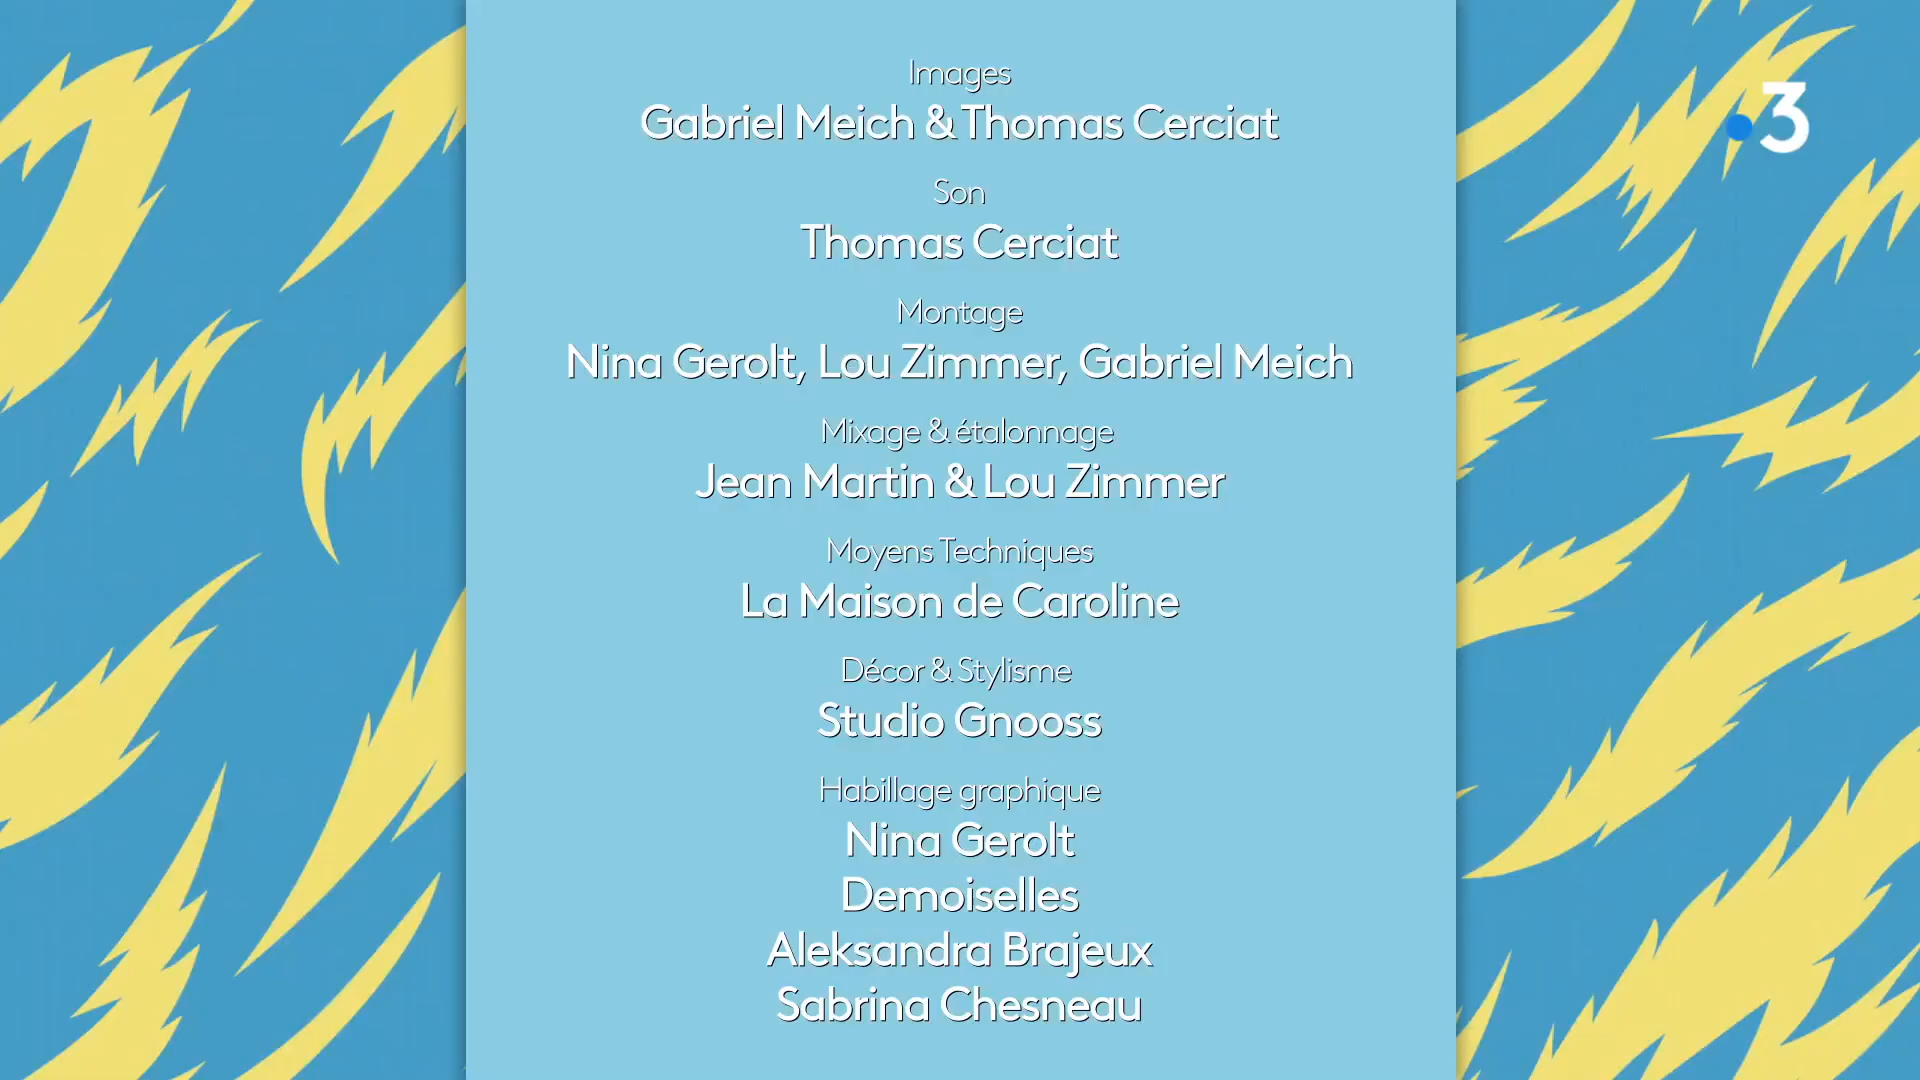 Images
Gabriel Meich & Thomas Cerciat
Son
Thomas Cerciat
Montage
Nina Gerolt, Lou Zimmer, Gabriel Meich
Mixage & étalonnage
Jean Martin & Lou Zimmer
Moyens Techniques
La Maison de Caroline
Décor & Stylisme
Studio Gnooss
Habillage graphique
Nina Gerolt
Demoiselles
Aleksandra Brajeux
Sabrina Chesneau
3